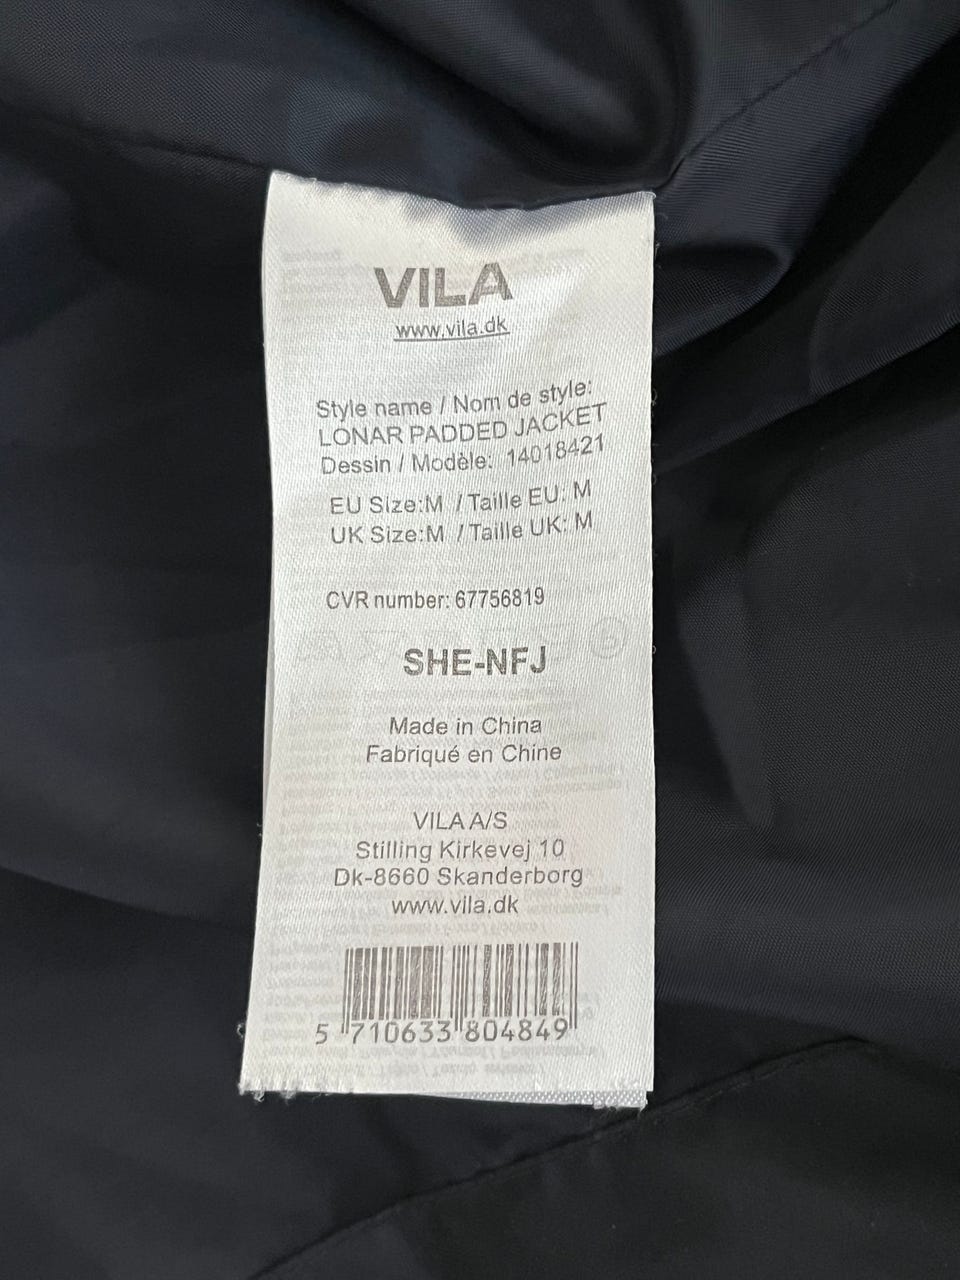 VILA
www.vila.dk
Style name / Nom de style:
LONAR PADDED JACKET
Dessin / Modèle: 14018421
EU Size:M / Taille EU: M
UK Size:M / Taille UK: M
CVR number: 67756819
SHE-NFJ
Made in China
Fabriqué en Chine
VILA A/S
Stilling Kirkevej 10
Dk-8660 Skanderborg
www.vila.dk
5 710633 804849